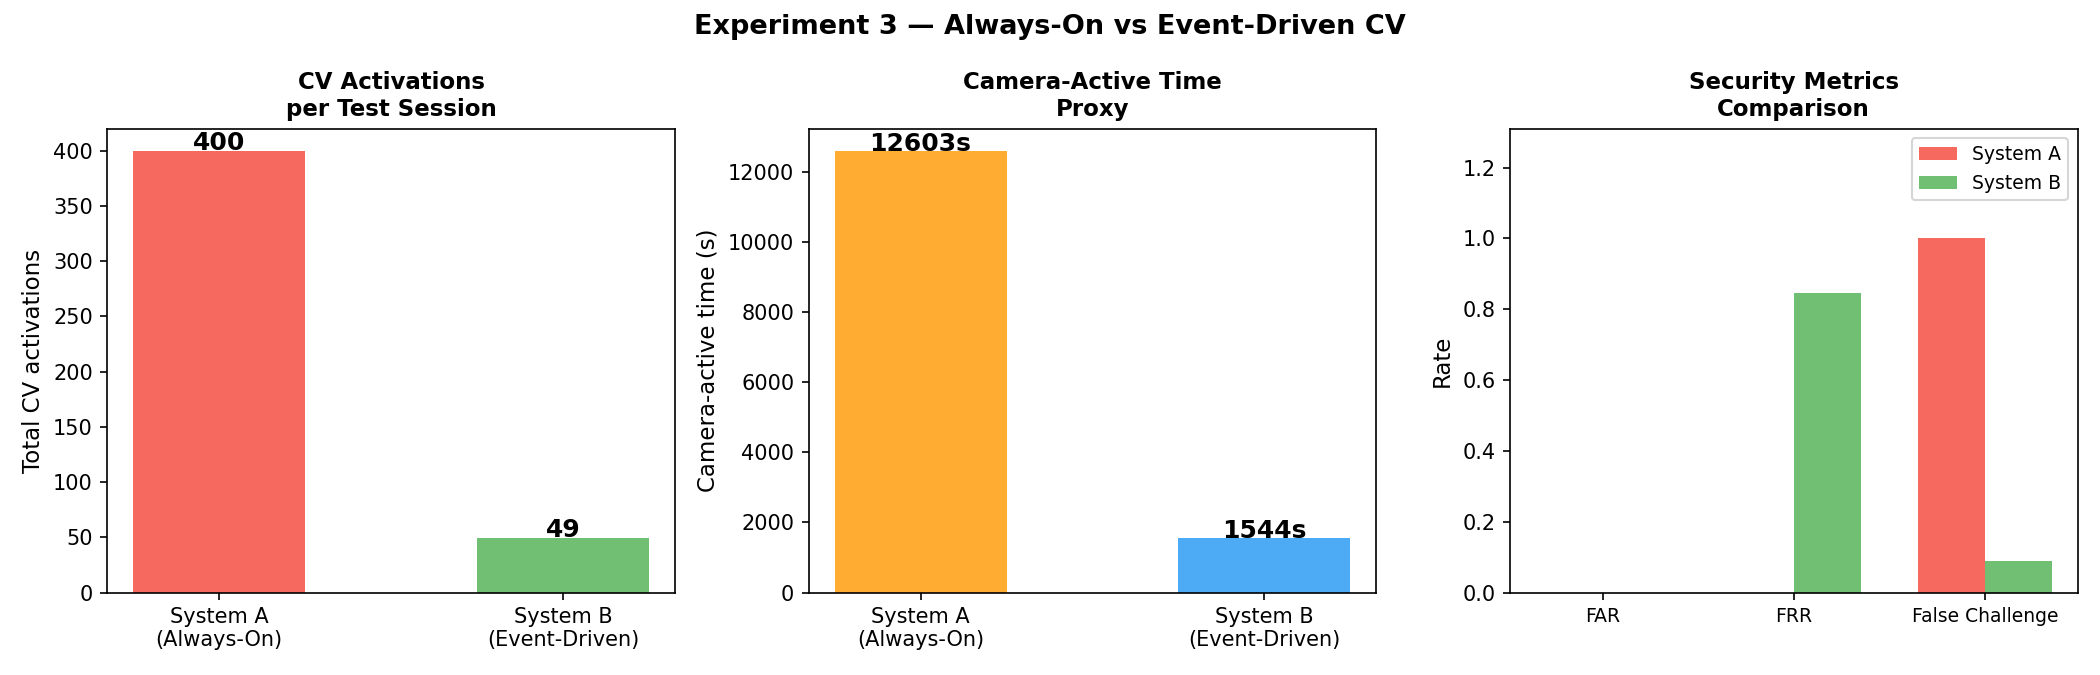 Experiment 3 — Always-On vs Event-Driven CV
CV Activations
per Test Session
Total CV activations
400
350
300
250
200
150
100
50
0
400
49
System A
(Always-On)
System B
(Event-Driven)
Camera-Active Time
Proxy
Camera-active time (s)
12000
10000
8000
6000
4000
2000
0
12603s
1544s
System A
(Always-On)
System B
(Event-Driven)
Security Metrics
Comparison
Rate
1.2
1.0
0.8
0.6
0.4
0.2
0.0
System A
System B
FAR
FRR
False Challenge